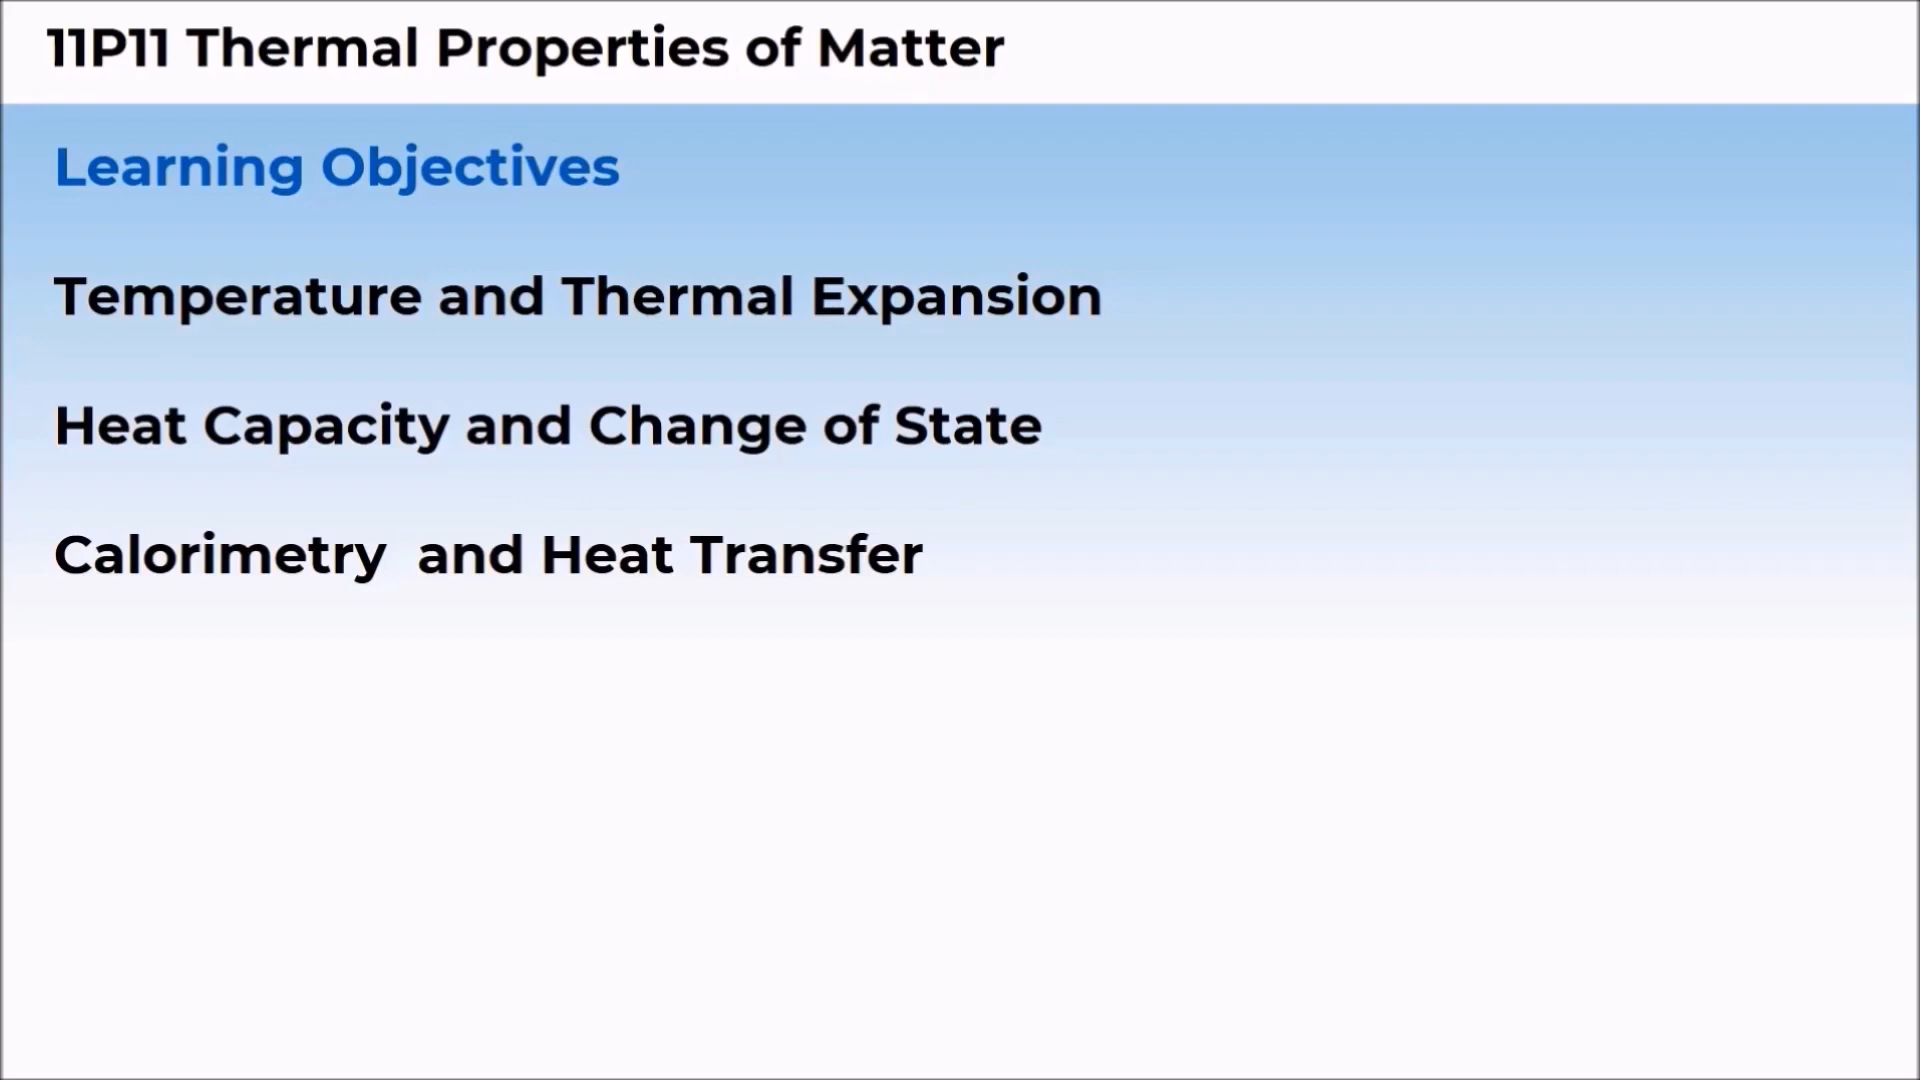 11P11 Thermal Properties of Matter
Learning Objectives
Temperature and Thermal Expansion
Heat Capacity and Change of State
Calorimetry  and Heat Transfer